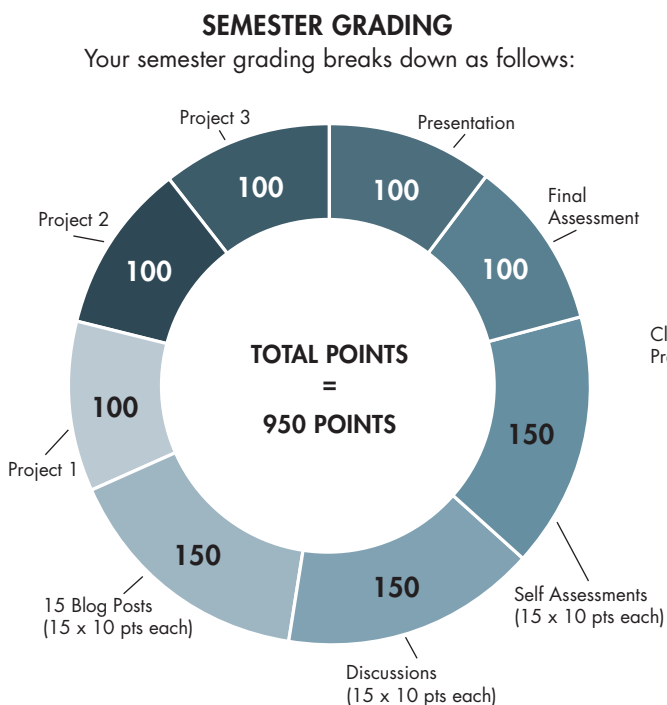 SEMESTER GRADING
Your semester grading breaks down as follows:
Project 3
Presentation
100
100
Project 2
Final
Assessment
100
100
TOTAL POINTS
=
950 POINTS
100
150
Project 1
150
150
15 Blog Posts
(15 x 10 pts each)
Self Assessments
(15 x 10 pts each)
Discussions
(15 x 10 pts each)